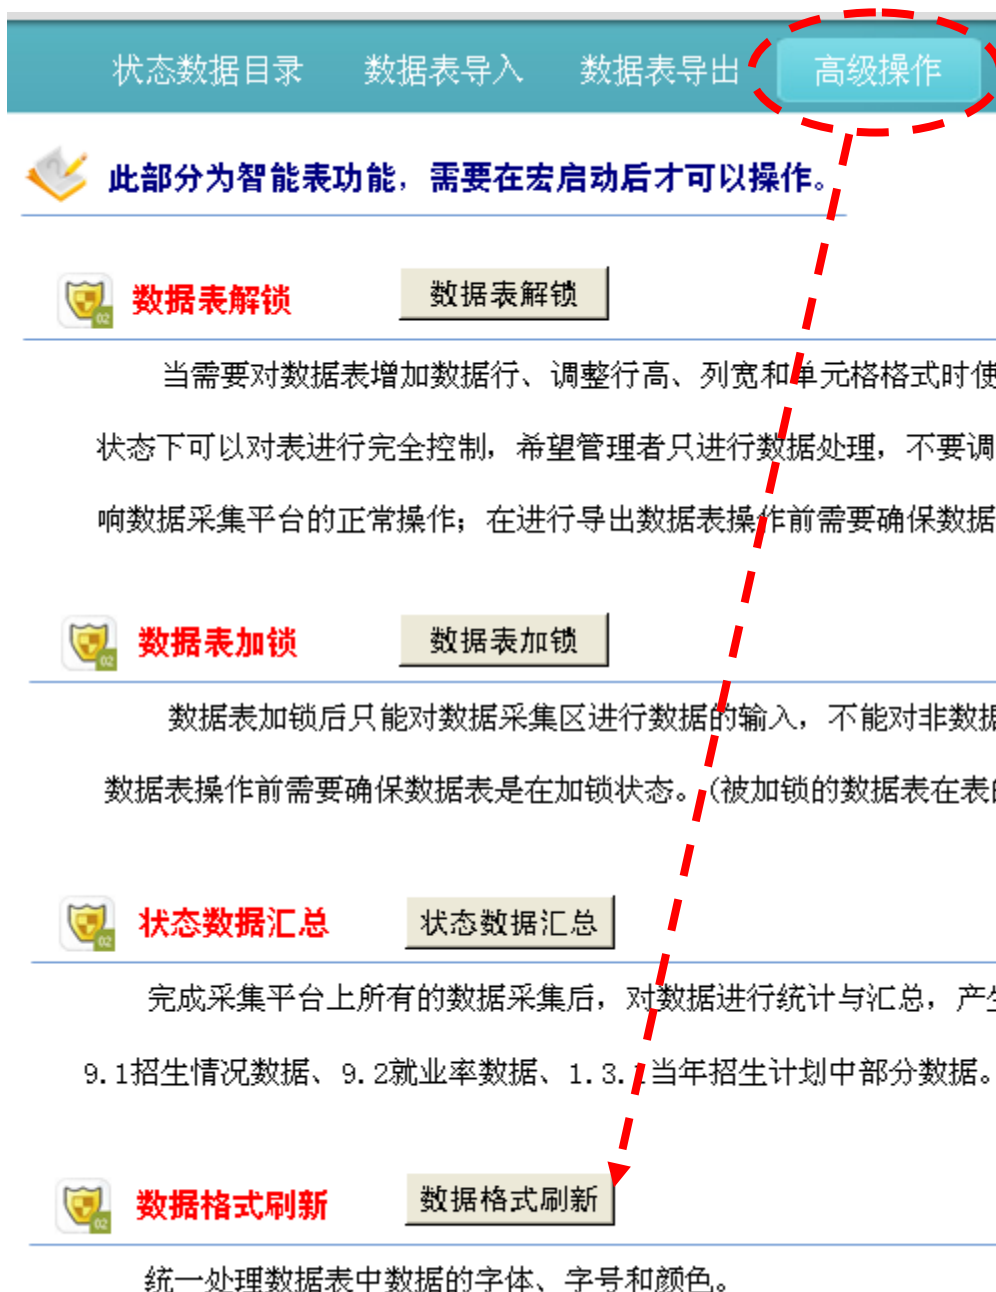 状态数据目录 数据表导入 数据表导出 高级操作
此部分为智能表功能，需要在宏启动后才可以操作。
数据表解锁 数据表解锁
当需要对数据表增加数据行、调整行高、列宽和单元格格式时使
状态下可以对表进行完全控制，希望管理者只进行数据处理，不要调
响数据采集平台的正常操作；在进行导出数据表操作前需要确保数据
数据表加锁 数据表加锁
数据表加锁后只能对数据采集区进行数据的输入，不能对非数据
数据表操作前需要确保数据表是在加锁状态。（被加锁的数据表在表的
状态数据汇总 状态数据汇总
完成采集平台上所有的数据采集后，对数据进行统计与汇总，产生
9.1招生情况数据、9.2就业率数据、1.3.1当年招生计划中部分数据。
数据格式刷新 数据格式刷新
统一处理数据表中数据的字体、字号和颜色。